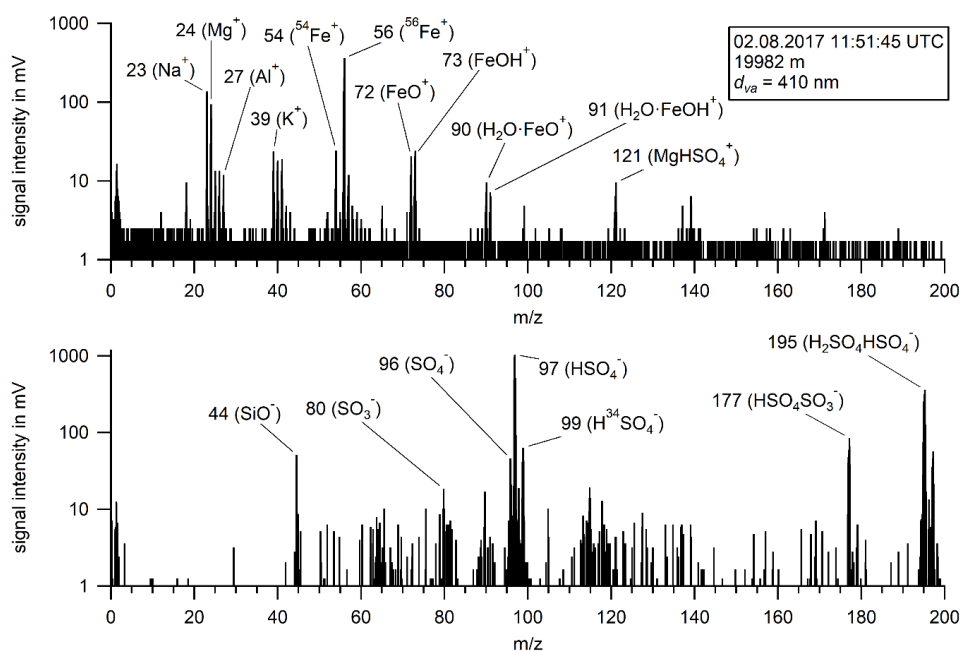 1000
100
10
1
signal intensity in mV
24 (Mg⁺)
54 (⁵⁴Fe⁺)
56 (⁵⁶Fe⁺)
73 (FeOH⁺)
23 (Na⁺)
27 (Al⁺)
72 (FeO⁺)
39 (K⁺)
90 (H₂O·FeO⁺)
91 (H₂O·FeOH⁺)
121 (MgHSO₄⁺)
02.08.2017 11:51:45 UTC
19982 m
d_va = 410 nm
0 20 40 60 80 100 120 140 160 180 200
m/z
1000
100
10
1
signal intensity in mV
44 (SiO⁻)
80 (SO₃⁻)
96 (SO₄⁻)
97 (HSO₄⁻)
99 (H³⁴SO₄⁻)
195 (H₂SO₄HSO₄⁻)
177 (HSO₄SO₃⁻)
0 20 40 60 80 100 120 140 160 180 200
m/z